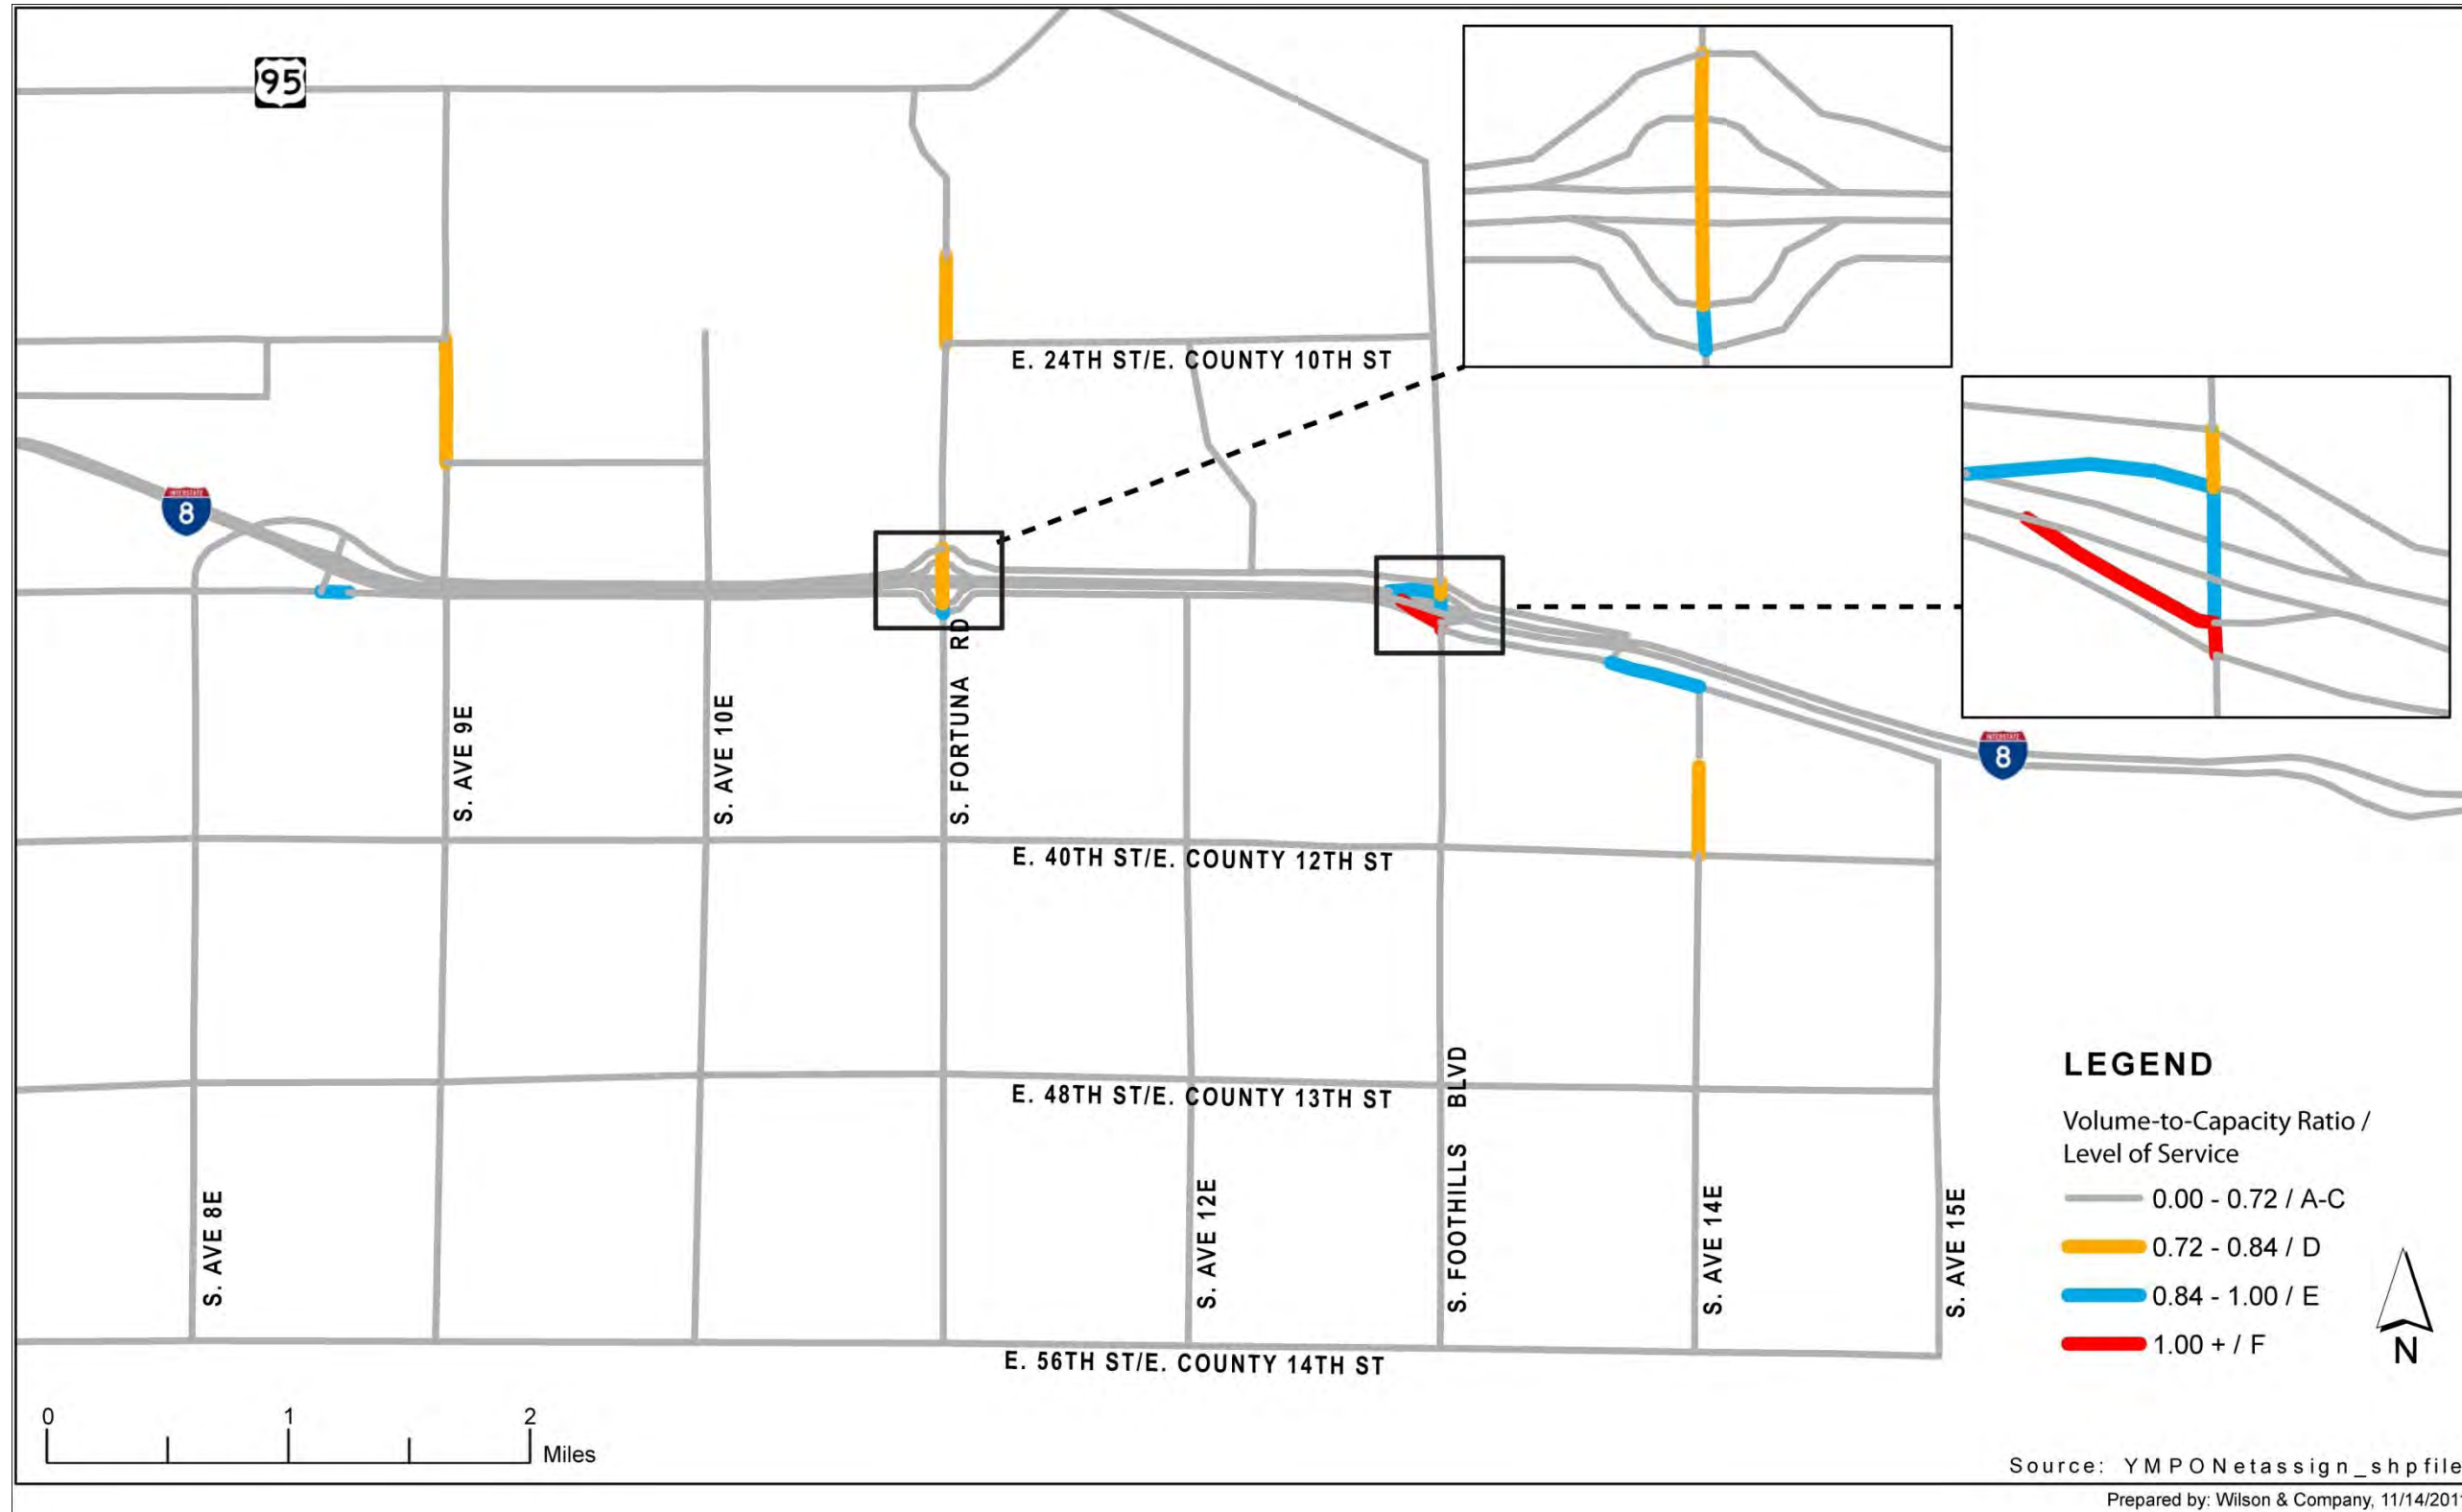 95
E. 24TH ST/E. COUNTY 10TH ST
INTERSTATE
8
S. FORTUNA RD
S. AVE 9E
S. AVE 10E
INTERSTATE
8
E. 40TH ST/E. COUNTY 12TH ST
E. 48TH ST/E. COUNTY 13TH ST
S. FOOTHILLS BLVD
S. AVE 8E
S. AVE 12E
S. AVE 14E
S. AVE 15E
E. 56TH ST/E. COUNTY 14TH ST
LEGEND
Volume-to-Capacity Ratio /
Level of Service
0.00 - 0.72 / A-C
0.72 - 0.84 / D
0.84 - 1.00 / E
1.00 + / F
N
0 1 2
Miles
Source: YMPONetassign_shpfile
Prepared by: Wilson & Company, 11/14/201